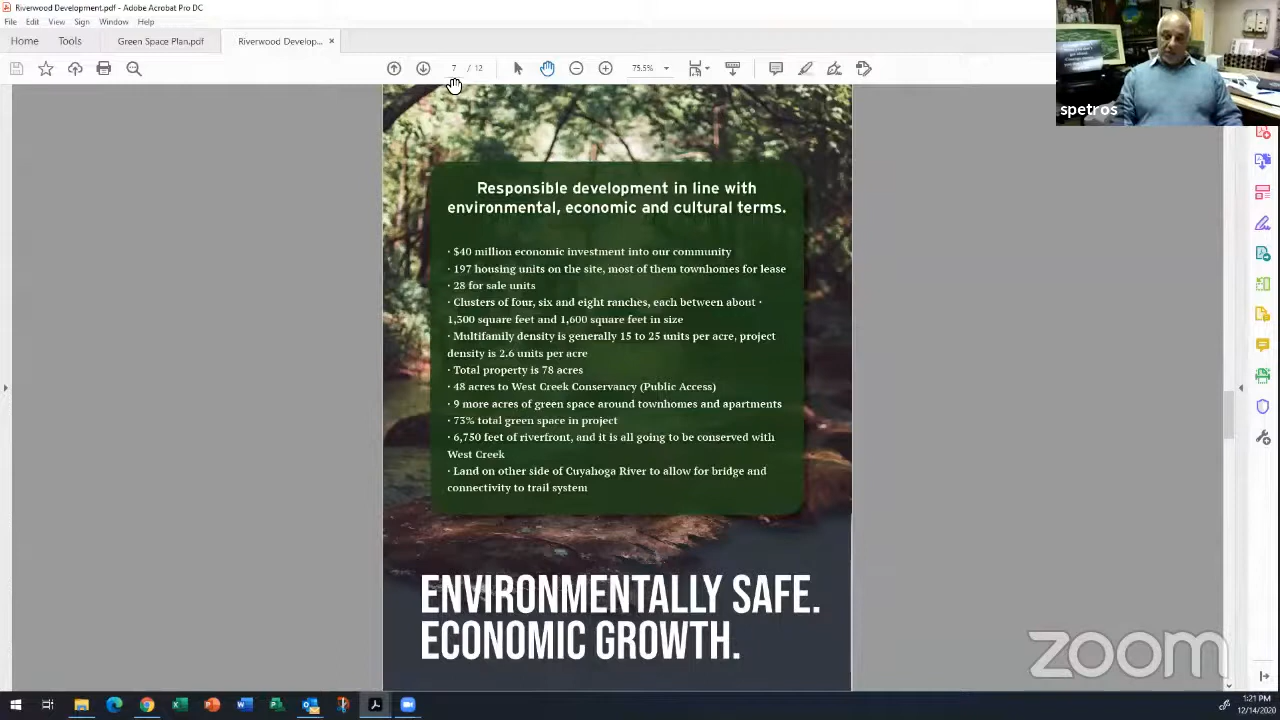 Riverwood Development.pdf - Adobe Acrobat Pro DC
File Edit View Sign Window Help
Home Tools Green Space Plan.pdf Riverwood Develop... ×
12 75.5%
spetros
Responsible development in line with
environmental, economic and cultural terms.
· $40 million economic investment into our community
· 197 housing units on the site, most of them townhomes for lease
· 28 for sale units
· Clusters of four, six and eight ranches, each between about ·
1,300 square feet and 1,600 square feet in size
· Multifamily density is generally 15 to 25 units per acre, project
density is 2.6 units per acre
· Total property is 78 acres
· 48 acres to West Creek Conservancy (Public Access)
· 9 more acres of green space around townhomes and apartments
· 73% total green space in project
· 6,750 feet of riverfront, and it is all going to be conserved with
West Creek
· Land on other side of Cuyahoga River to allow for bridge and
connectivity to trail system
ENVIRONMENTALLY SAFE.
ECONOMIC GROWTH.
zoom
1:21 PM
12/14/2020